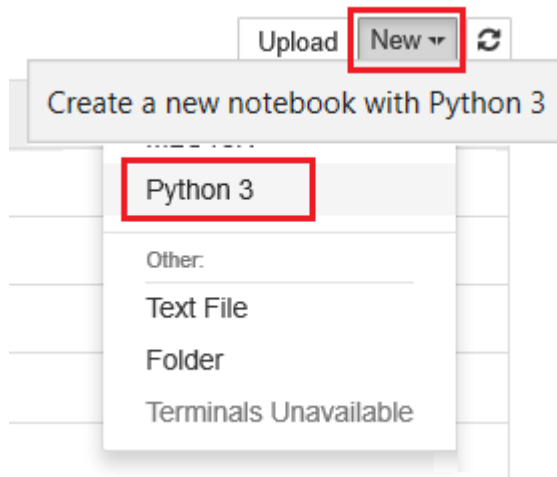 Upload New
Create a new notebook with Python 3
Python 3
Other:
Text File
Folder
Terminals Unavailable